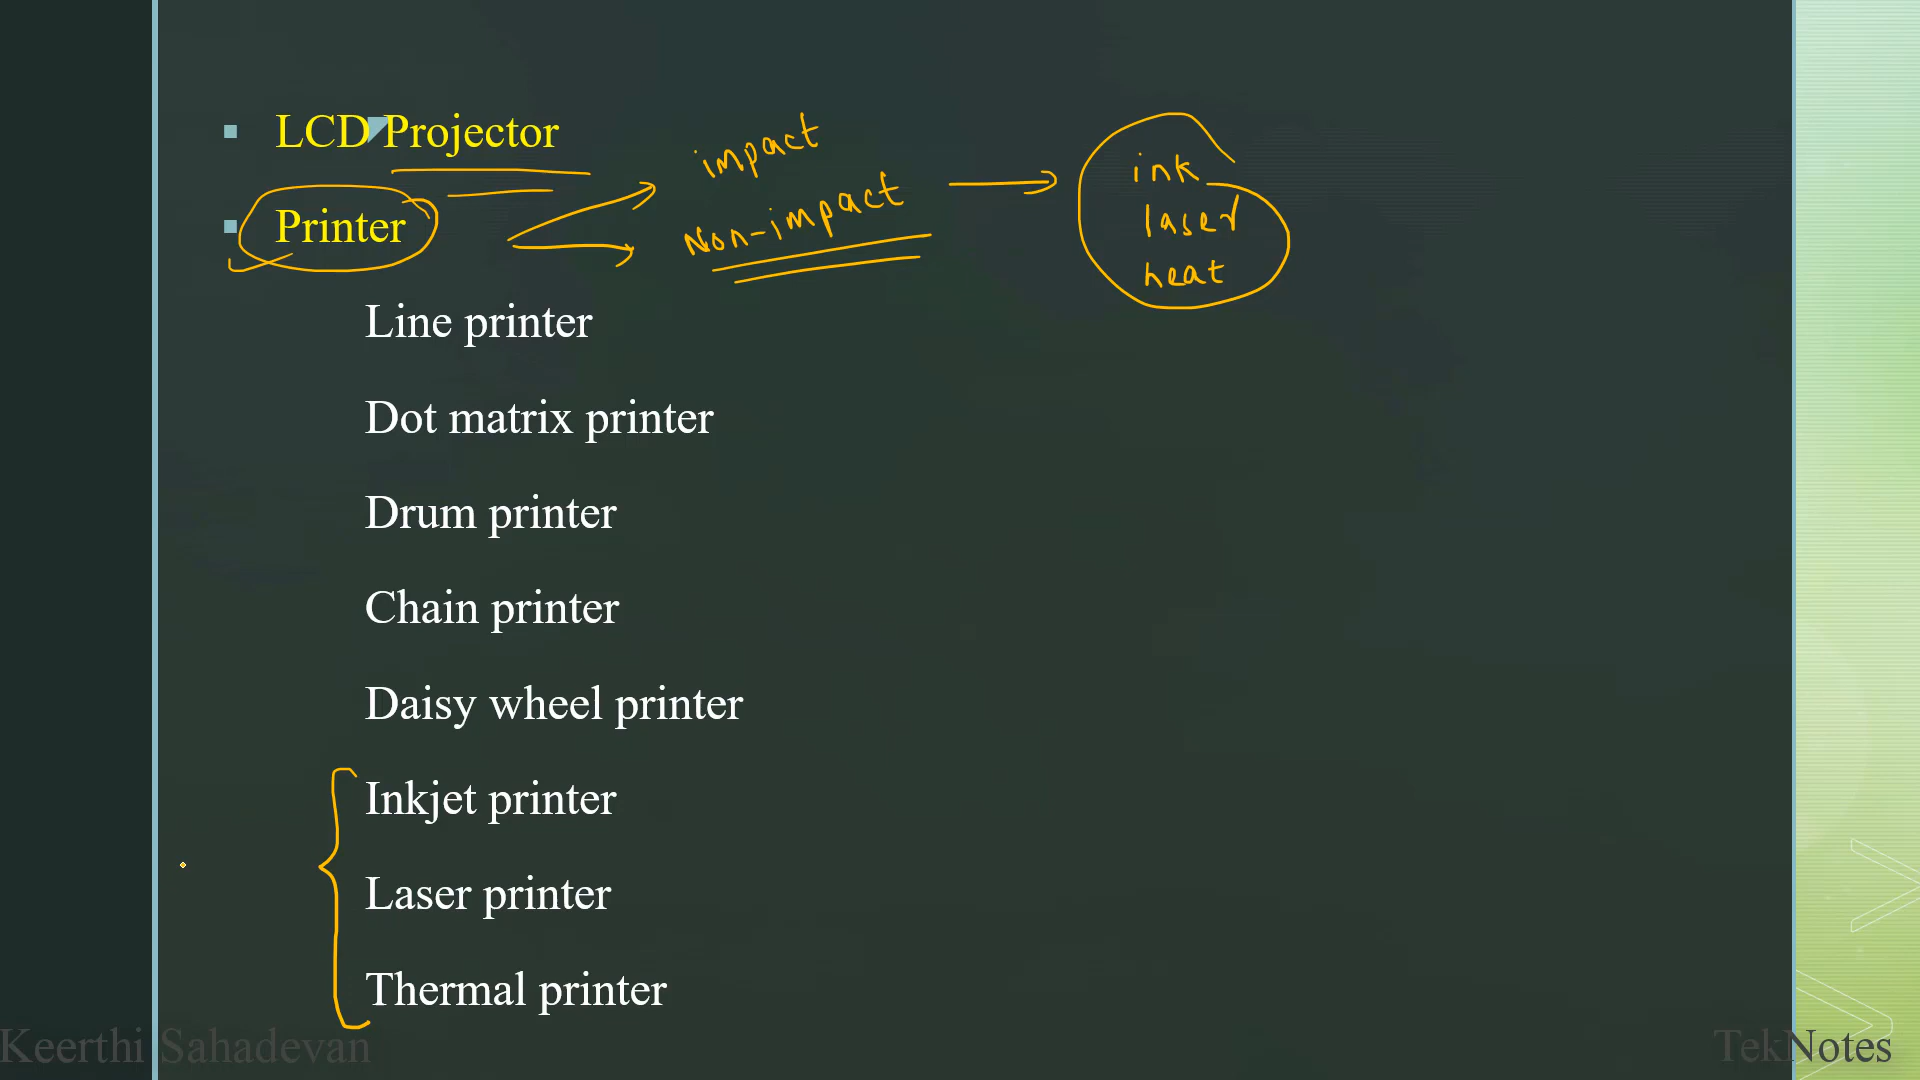 LCD Projector
impact
ink
Printer
Non-impact
laser
heat
Line printer
Dot matrix printer
Drum printer
Chain printer
Daisy wheel printer
Inkjet printer
Laser printer
Thermal printer
Keerthi Sahadevan
TekNotes